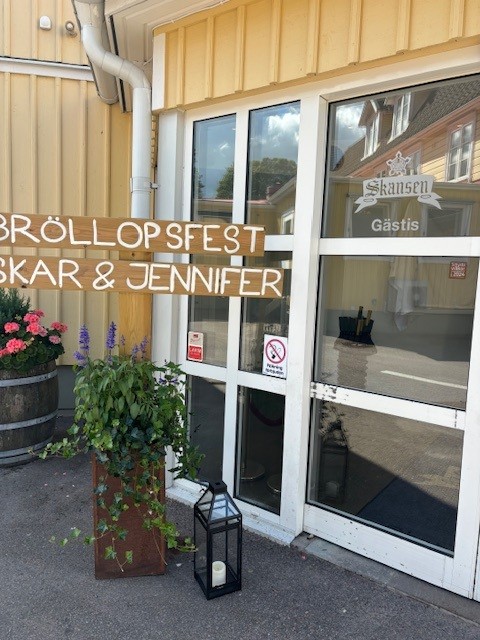 BRÖLLOPSFEST
SKAR & JENNIFER
Skansen
Gästis